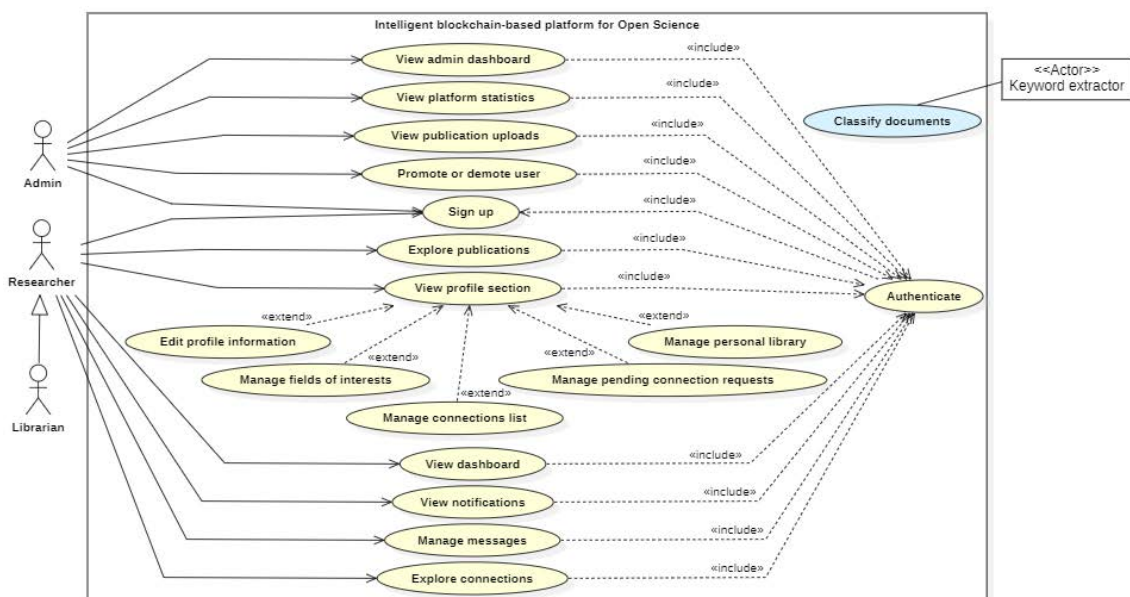 Intelligent blockchain-based platform for Open Science
View admin dashboard
«include»
<<Actor>>
Keyword extractor
View platform statistics
«include»
Classify documents
View publication uploads
«include»
Promote or demote user
«include»
Admin
Sign up
«include»
Explore publications
«include»
Researcher
View profile section
«include»
Authenticate
«extend»
«extend»
Edit profile information
Manage personal library
«extend»
«extend»
Manage fields of interests
Manage pending connection requests
«extend»
Manage connections list
Librarian
View dashboard
«include»
View notifications
«include»
Manage messages
«include»
Explore connections
«include»